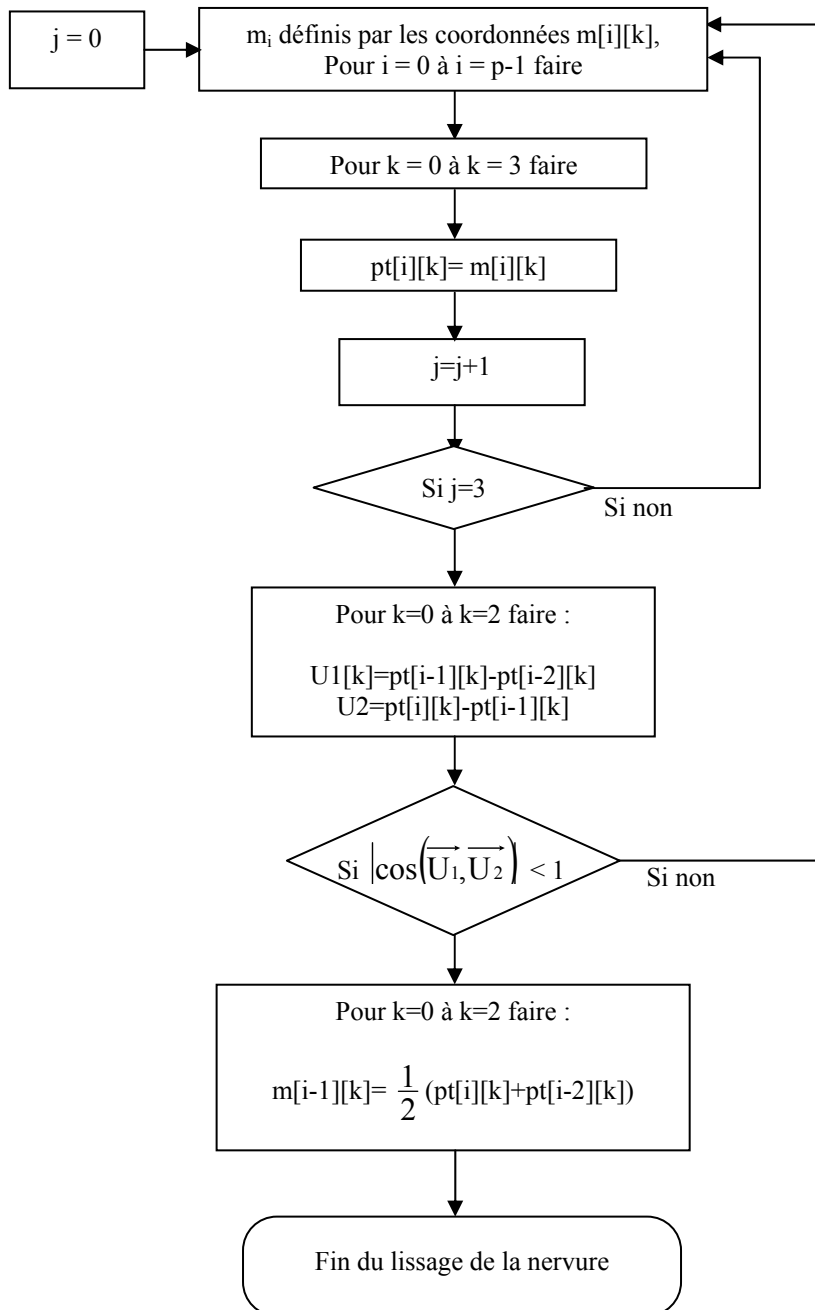 j = 0
mᵢ définis par les coordonnées m[i][k],
Pour i = 0 à i = p-1 faire
Pour k = 0 à k = 3 faire
pt[i][k]= m[i][k]
j=j+1
Si j=3
Si non
Pour k=0 à k=2 faire :
U1[k]=pt[i-1][k]-pt[i-2][k]
U2=pt[i][k]-pt[i-1][k]
Si |cos(U₁,U₂)| < 1
Si non
Pour k=0 à k=2 faire :
m[i-1][k]= 1/2 (pt[i][k]+pt[i-2][k])
Fin du lissage de la nervure